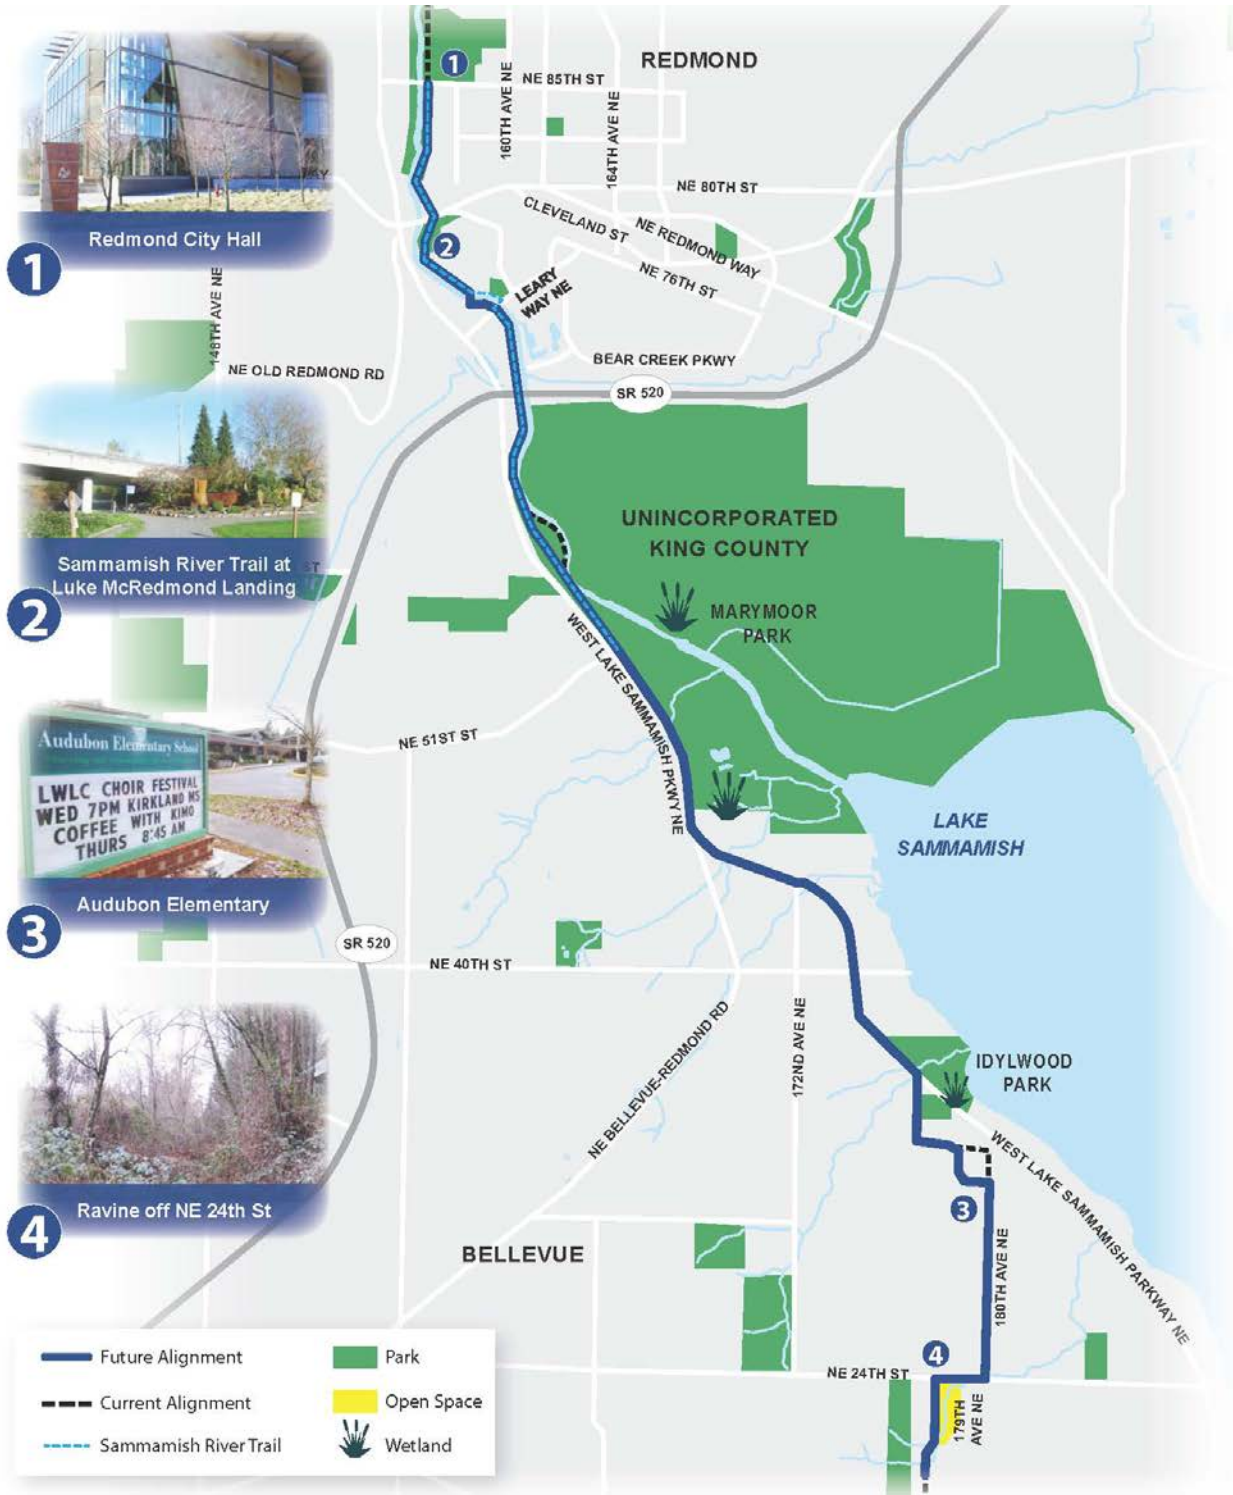 1
REDMOND
NE 85TH ST
160TH AVE NE
164TH AVE NE
NE 80TH ST
CLEVELAND ST
NE REDMOND WAY
NE 76TH ST
2
LEARY
WAY NE
BEAR CREEK PKWY
SR 520
148TH AVE NE
NE OLD REDMOND RD
Redmond City Hall
1
Sammamish River Trail at
Luke McRedmond Landing
ST
2
UNINCORPORATED
KING COUNTY
MARYMOOR
PARK
WEST LAKE SAMMAMISH PKWY NE
NE 51ST ST
LAKE
SAMMAMISH
Audubon Elementary School
LWLC CHOIR FESTIVAL
WED 7PM KIRKLAND MS
COFFEE WITH KIMO
THURS 8:45 AM
Audubon Elementary
3
SR 520
NE 40TH ST
NE BELLEVUE-REDMOND RD
172ND AVE NE
IDYLWOOD
PARK
WEST LAKE SAMMAMISH PARKWAY NE
3
180TH AVE NE
Ravine off NE 24th St
4
BELLEVUE
4
NE 24TH ST
179TH
AVE NE
Future Alignment
Park
Current Alignment
Open Space
Sammamish River Trail
Wetland